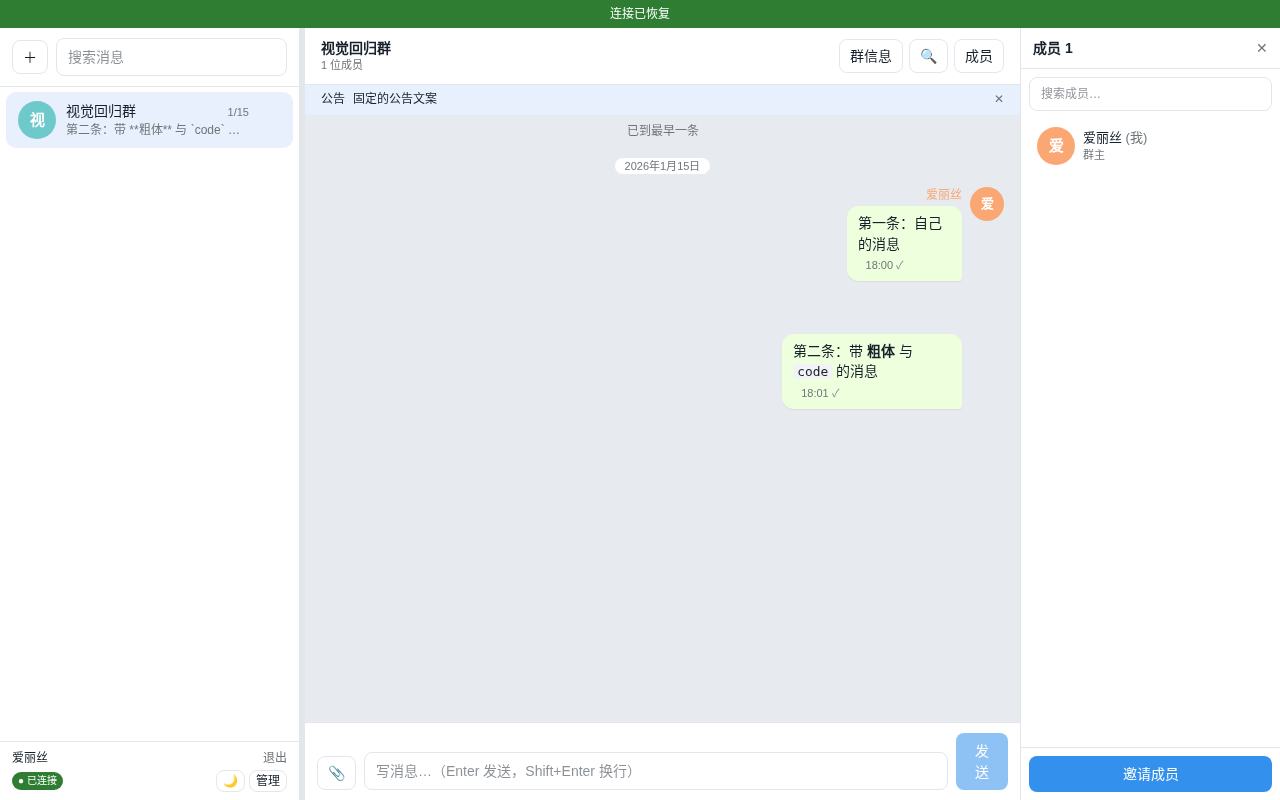 连接已恢复
＋
搜索消息
视觉回归群
1/15
第二条：带 **粗体** 与 `code` …
爱丽丝
退出
● 已连接
管理
视
视觉回归群
1 位成员
群信息
成员
公告 固定的公告文案
✕
已到最早一条
2026年1月15日
爱丽丝
爱
第一条：自己
的消息
18:00 ✓
第二条：带 粗体 与
code 的消息
18:01 ✓
写消息…（Enter 发送，Shift+Enter 换行）
发
送
成员 1
✕
搜索成员…
爱
爱丽丝 (我)
群主
邀请成员